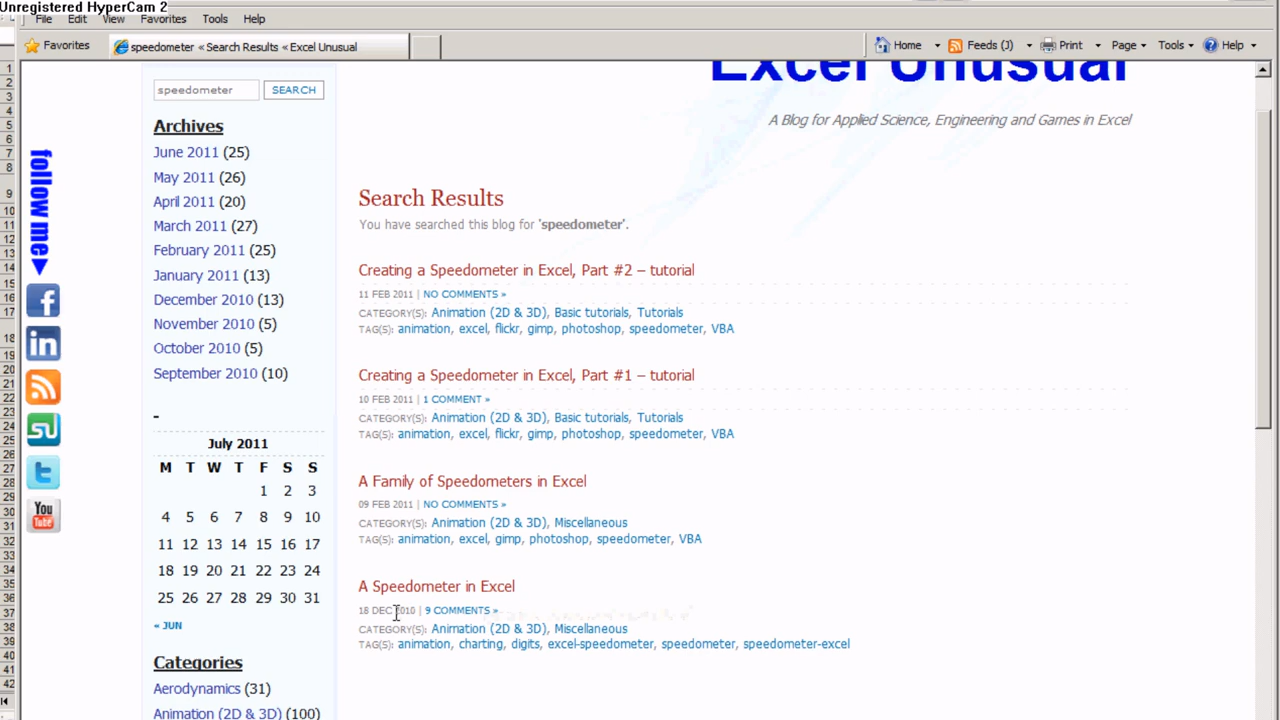 Unregistered HyperCam 2
File Edit View Favorites Tools Help
Favorites speedometer « Search Results « Excel Unusual Home Feeds (J) Print Page Tools Help
Excel Unusual
A Blog for Applied Science, Engineering and Games in Excel
speedometer SEARCH
Archives
June 2011 (25)
May 2011 (26)
April 2011 (20)
March 2011 (27)
February 2011 (25)
January 2011 (13)
December 2010 (13)
November 2010 (5)
October 2010 (5)
September 2010 (10)
-
July 2011
M T W T F S S
1 2 3
4 5 6 7 8 9 10
11 12 13 14 15 16 17
18 19 20 21 22 23 24
25 26 27 28 29 30 31
« JUN
Categories
Aerodynamics (31)
Animation (2D & 3D) (100)
follow me
You Tube
Search Results
You have searched this blog for 'speedometer'.
Creating a Speedometer in Excel, Part #2 – tutorial
11 FEB 2011 | NO COMMENTS »
CATEGORY(S): Animation (2D & 3D), Basic tutorials, Tutorials
TAG(S): animation, excel, flickr, gimp, photoshop, speedometer, VBA
Creating a Speedometer in Excel, Part #1 – tutorial
10 FEB 2011 | 1 COMMENT »
CATEGORY(S): Animation (2D & 3D), Basic tutorials, Tutorials
TAG(S): animation, excel, flickr, gimp, photoshop, speedometer, VBA
A Family of Speedometers in Excel
09 FEB 2011 | NO COMMENTS »
CATEGORY(S): Animation (2D & 3D), Miscellaneous
TAG(S): animation, excel, gimp, photoshop, speedometer, VBA
A Speedometer in Excel
18 DEC 2010 | 9 COMMENTS »
CATEGORY(S): Animation (2D & 3D), Miscellaneous
TAG(S): animation, charting, digits, excel-speedometer, speedometer, speedometer-excel